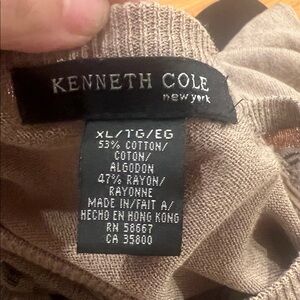 KENNETH COLE
new york
XL/TG/EG
53% COTTON/
COTON/
ALGODON
47% RAYON/
RAYONNE
MADE IN/FAIT A/
HECHO EN HONG KONG
RN 58667
CA 35800